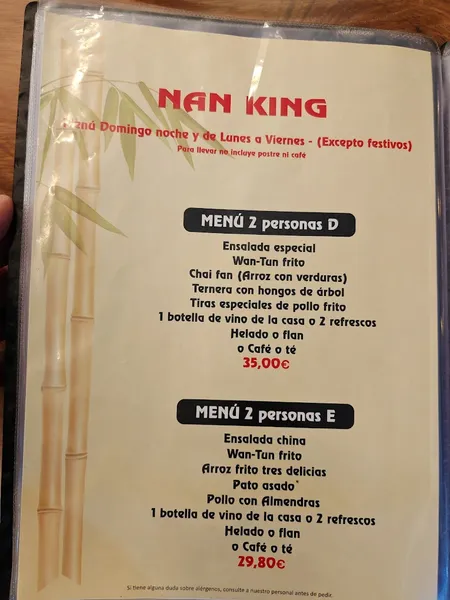 NAN KING
Menú Domingo noche y de Lunes a Viernes - (Excepto festivos)
Para llevar no incluye postre ni café
MENÚ 2 personas D
Ensalada especial
Wan-Tun frito
Chai fan (Arroz con verduras)
Ternera con hongos de árbol
Tiras especiales de pollo frito
1 botella de vino de la casa o 2 refrescos
Helado o flan
o Café o té
35,00€
MENÚ 2 personas E
Ensalada china
Wan-Tun frito
Arroz frito tres delicias
Pato asado*
Pollo con Almendras
1 botella de vino de la casa o 2 refrescos
Helado o flan
o Café o té
29,80€
Si tiene alguna duda sobre alérgenos, consulte a nuestro personal antes de pedir.